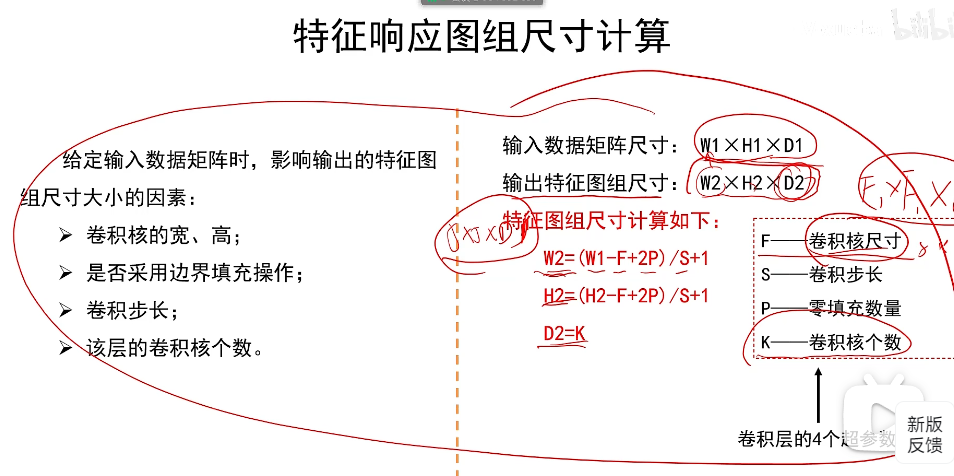 特征响应图组尺寸计算
给定输入数据矩阵时，影响输出的特征图
组尺寸大小的因素：
➢ 卷积核的宽、高；
➢ 是否采用边界填充操作；
➢ 卷积步长；
➢ 该层的卷积核个数。
输入数据矩阵尺寸：W1×H1×D1
输出特征图组尺寸：W2×H2×D2
特征图组尺寸计算如下：
W2=(W1-F+2P)/S+1
H2=(H2-F+2P)/S+1
D2=K
F——卷积核尺寸
S——卷积步长
P——零填充数量
K——卷积核个数
卷积层的4个超参数
新版
反馈
bilibi